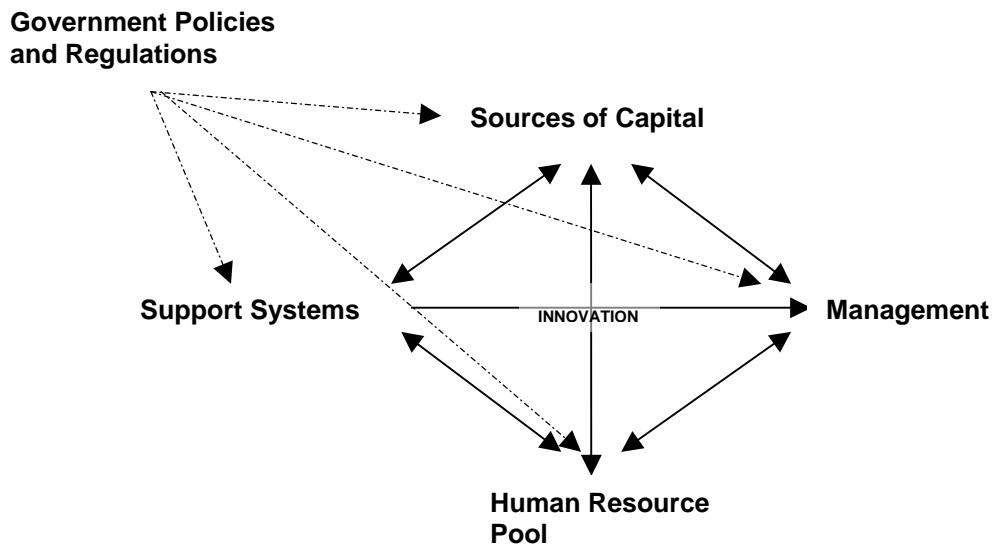 Government Policies
and Regulations
Sources of Capital
Support Systems
INNOVATION
Management
Human Resource
Pool